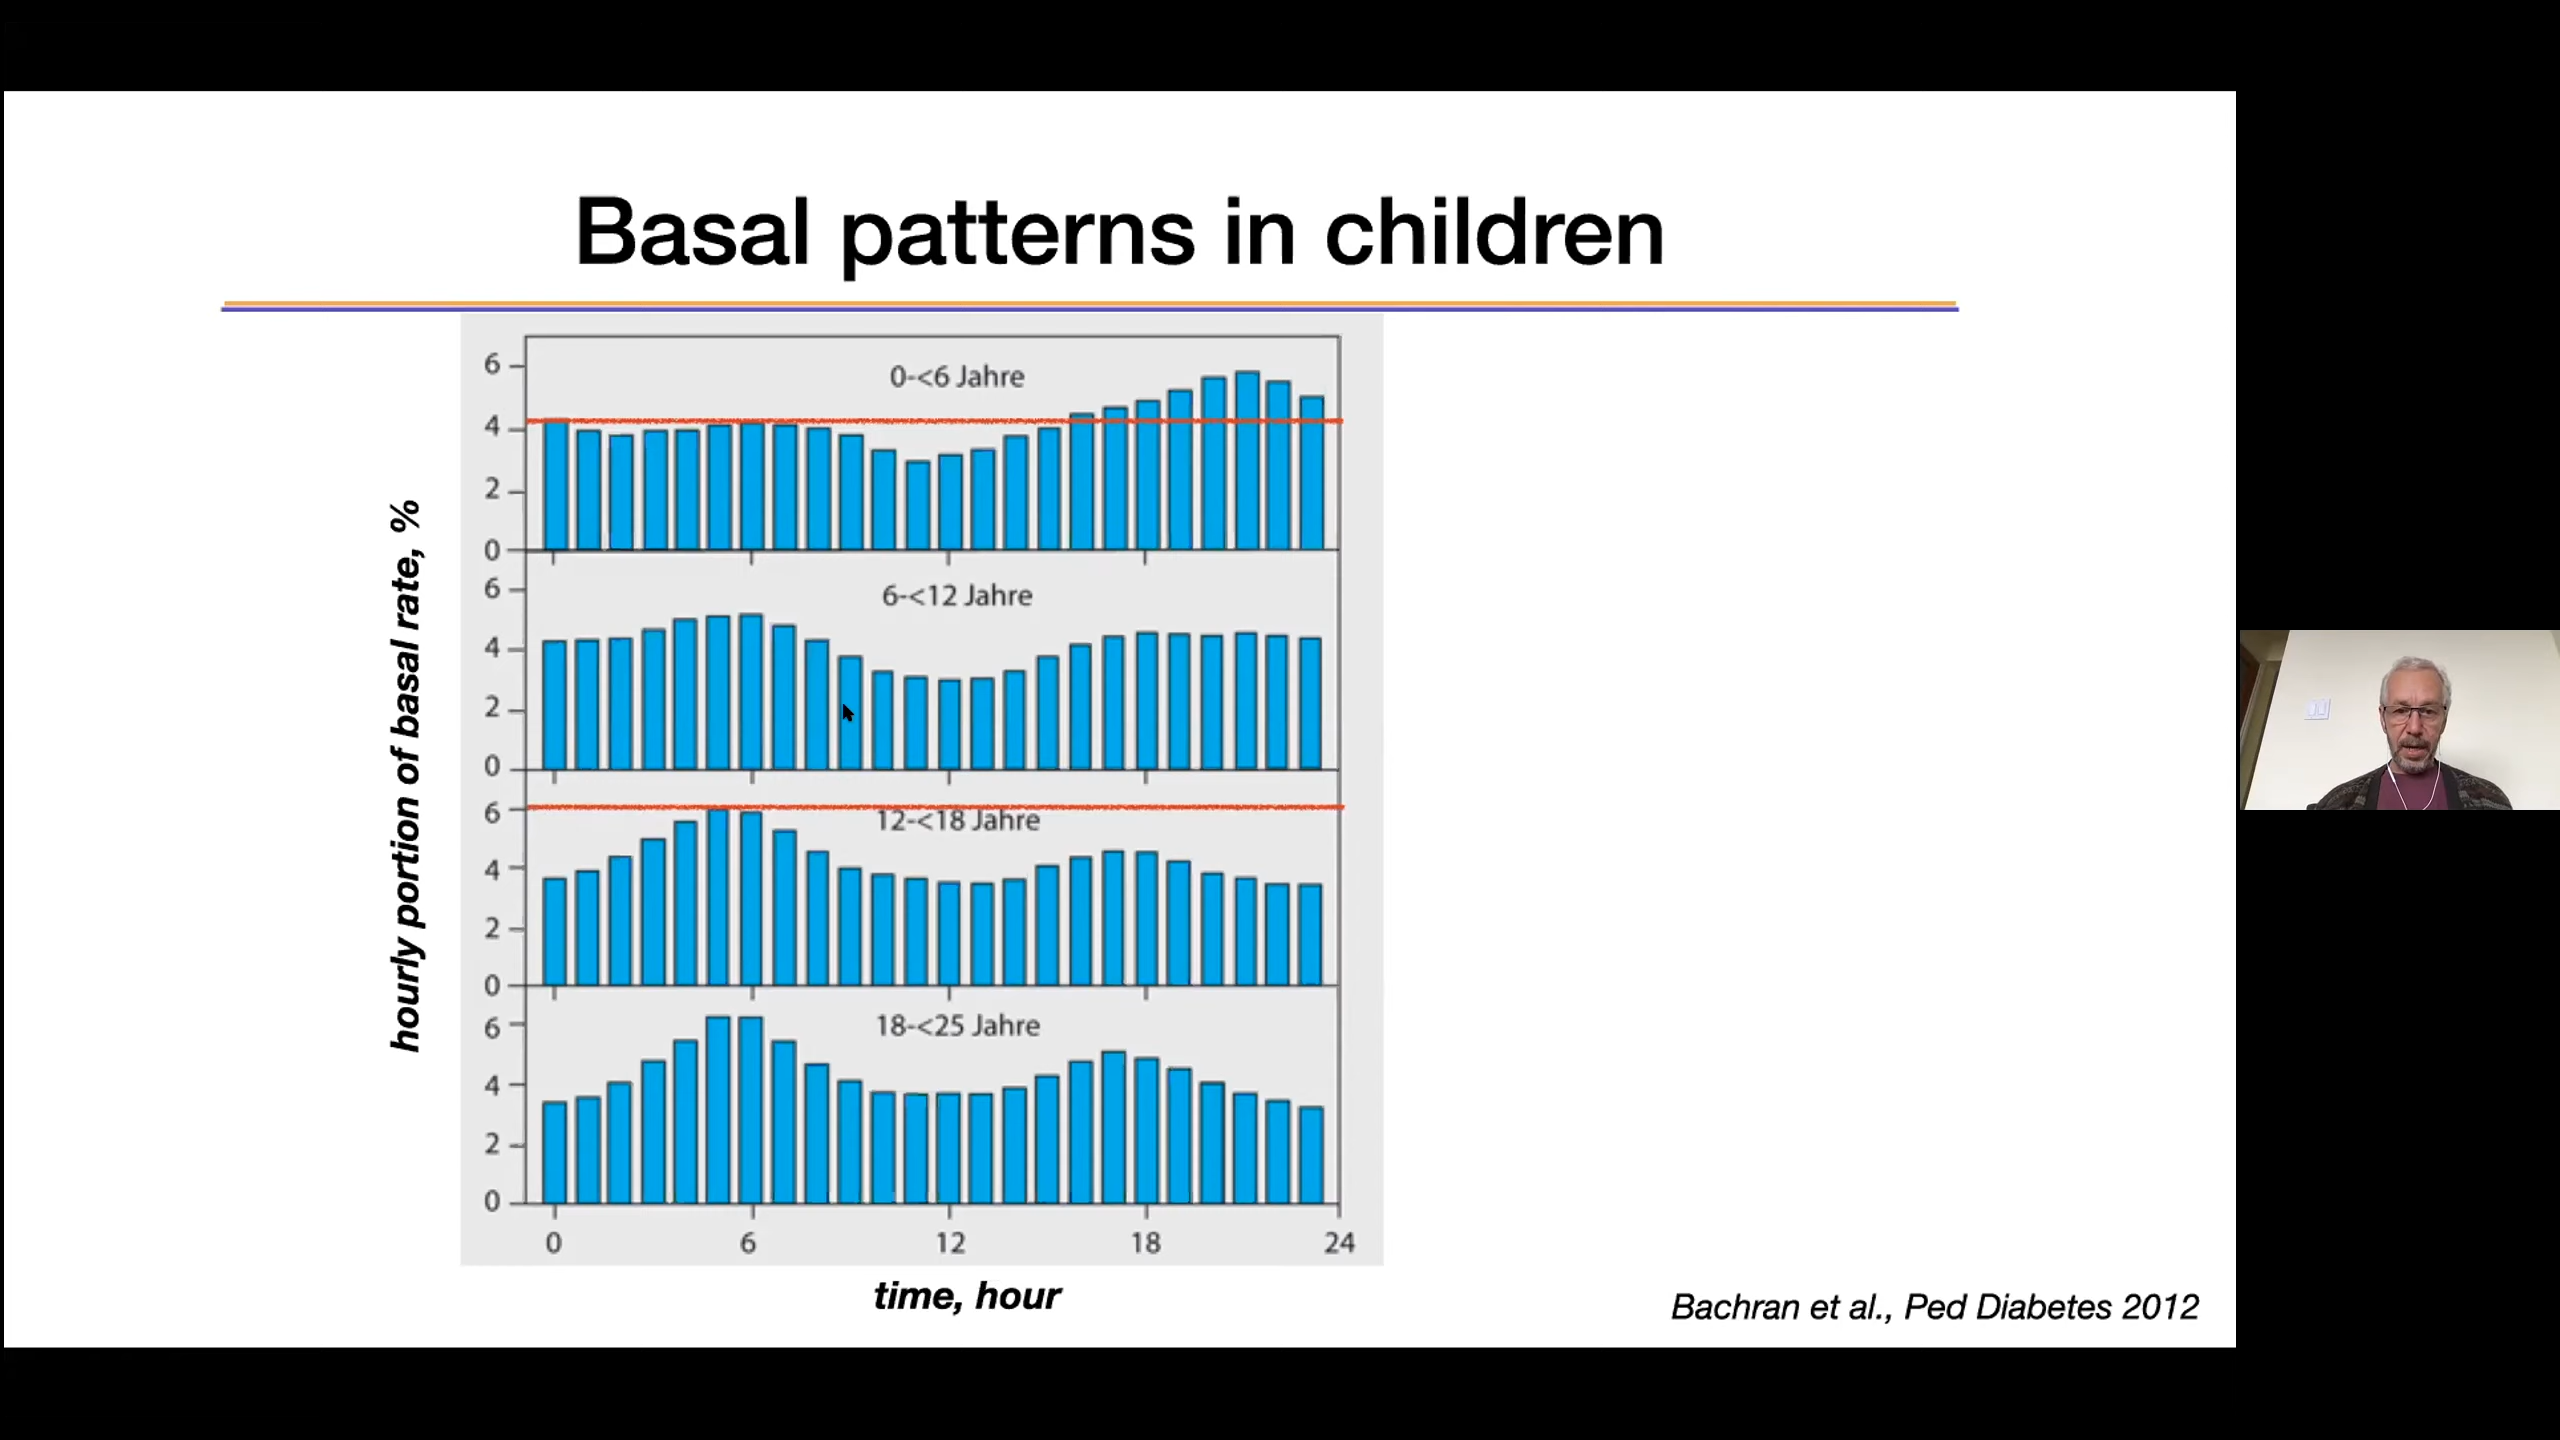 Basal patterns in children
hourly portion of basal rate, %
6
4
2
0
0-<6 Jahre
6
4
2
0
6-<12 Jahre
6
4
2
0
12-<18 Jahre
6
4
2
0
18-<25 Jahre
0 6 12 18 24
time, hour
Bachran et al., Ped Diabetes 2012